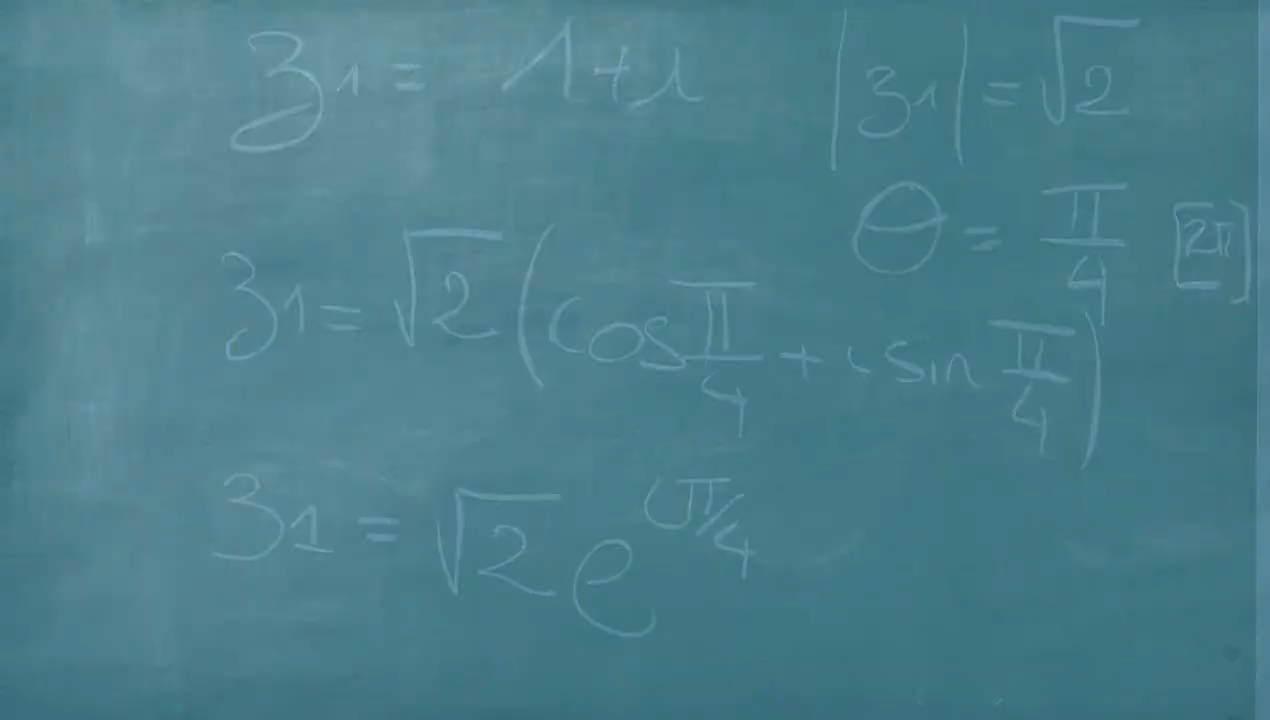 z1 = 1+i
|z1| = √2
θ = π/4 [2π]
z1 = √2 (cos π/4 + i sin π/4)
z1 = √2 e^iπ/4